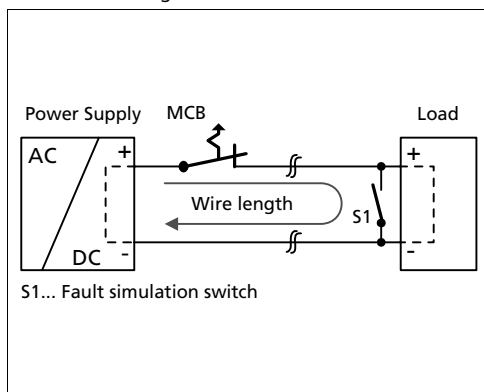 Power Supply MCB Load
AC + +
Wire length
S1
DC - -
S1... Fault simulation switch